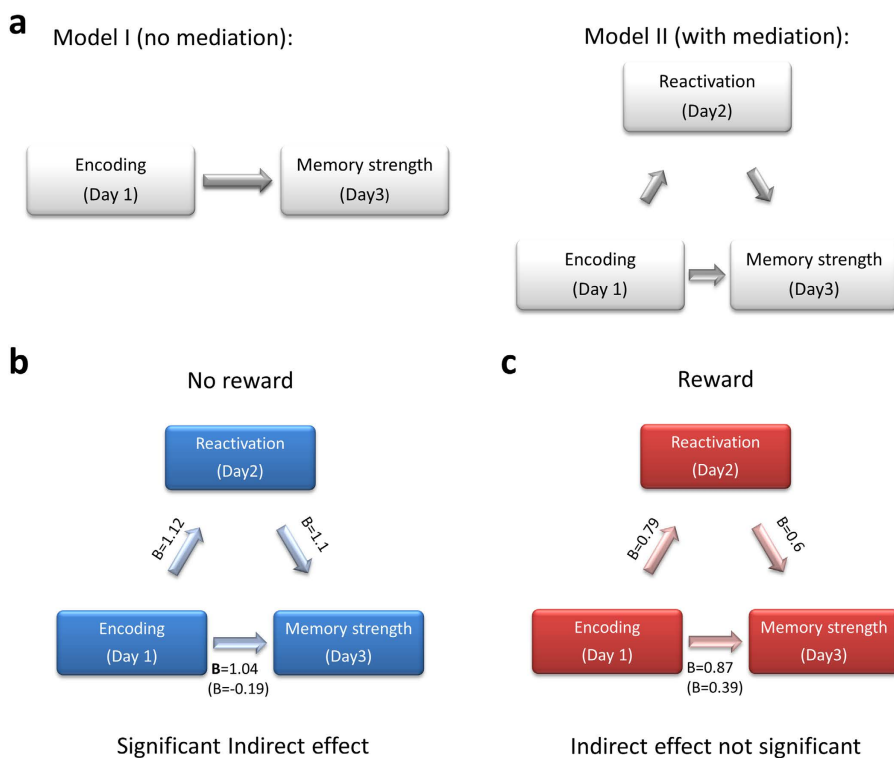 a
Model I (no mediation):
Encoding
(Day 1)
Memory strength
(Day3)
Model II (with mediation):
Reactivation
(Day2)
Encoding
(Day 1)
Memory strength
(Day3)
b
No reward
Reactivation
(Day2)
B=1.12
B=1.1
Encoding
(Day 1)
Memory strength
(Day3)
B=1.04
(B=-0.19)
Significant Indirect effect
c
Reward
Reactivation
(Day2)
B=0.79
B=0.6
Encoding
(Day 1)
Memory strength
(Day3)
B=0.87
(B=0.39)
Indirect effect not significant